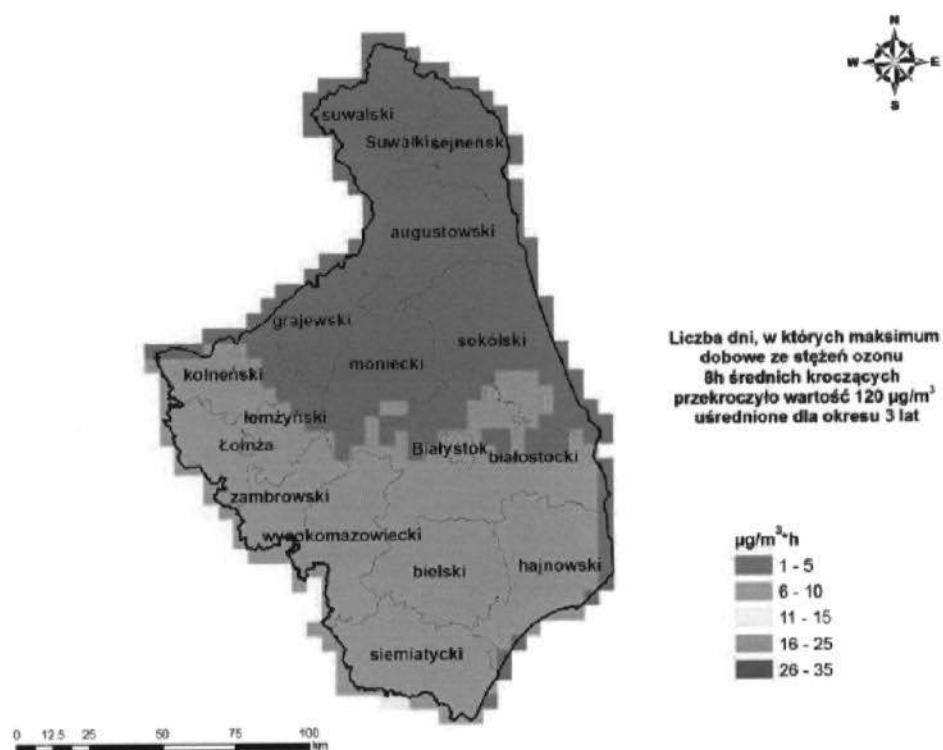 N
W E
S
suwalski
Suwałki sejneńsk
augustowski
grajewski
sokólski
moniecki
kolneński
łomżyński
Łomża
Białystok
białostocki
zambrowski
wysokomazowiecki
hajnowski
bielski
siemiatycki
Liczba dni, w których maksimum
dobowe ze stężeń ozonu
8h średnich kroczących
przekroczyło wartość 120 µg/m³
uśrednione dla okresu 3 lat
µg/m³*h
1 - 5
6 - 10
11 - 15
16 - 25
26 - 35
0 12.5 25 50 75 100
km